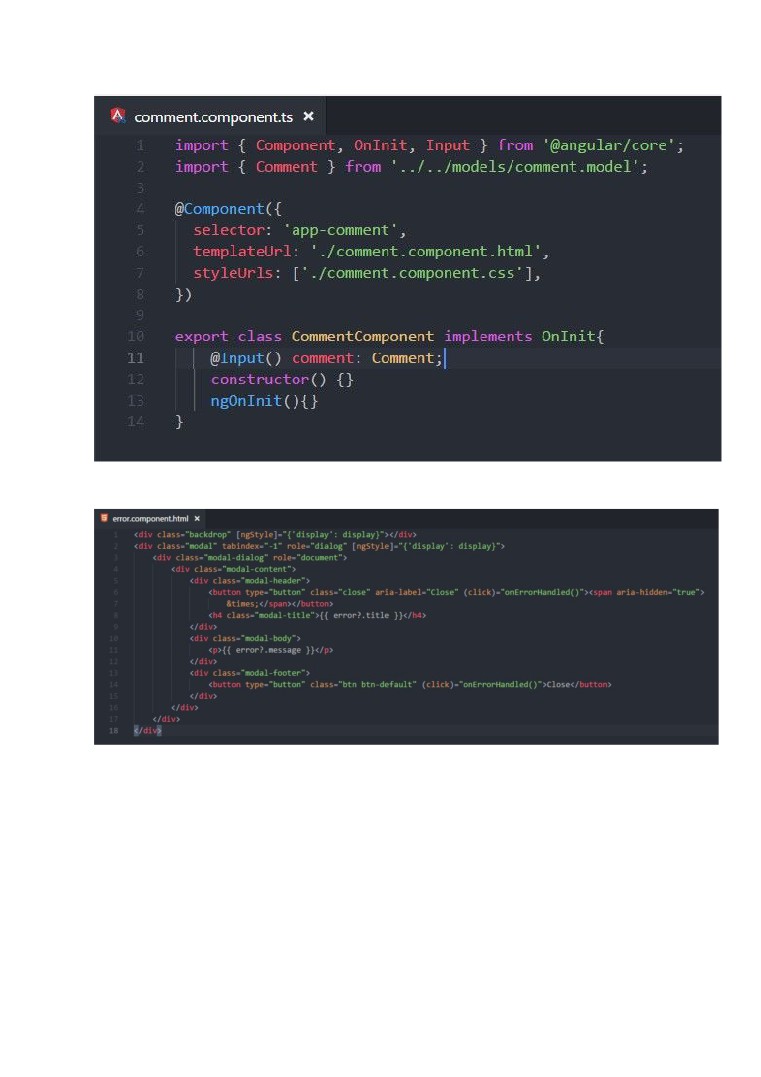 comment.component.ts ×
1 import { Component, OnInit, Input } from '@angular/core';
2 import { Comment } from '../../models/comment.model';
3
4 @Component({
5 selector: 'app-comment',
6 templateUrl: './comment.component.html',
7 styleUrls: ['./comment.component.css'],
8 })
9
10 export class CommentComponent implements OnInit{
11 @Input() comment: Comment;
12 constructor() {}
13 ngOnInit(){}
14 }
error.component.html ×
1 <div class="backdrop" [ngStyle]="{'display': display}"></div>
2 <div class="modal" tabindex="-1" role="dialog" [ngStyle]="{'display': display}">
3 <div class="modal-dialog" role="document">
4 <div class="modal-content">
5 <div class="modal-header">
6 <button type="button" class="close" aria-label="Close" (click)="onErrorHandled()"><span aria-hidden="true">
7 &times;</span></button>
8 <h4 class="modal-title">{{ error?.title }}</h4>
9 </div>
10 <div class="modal-body">
11 <p>{{ error?.message }}</p>
12 </div>
13 <div class="modal-footer">
14 <button type="button" class="btn btn-default" (click)="onErrorHandled()">Close</button>
15 </div>
16 </div>
17 </div>
18 </div>